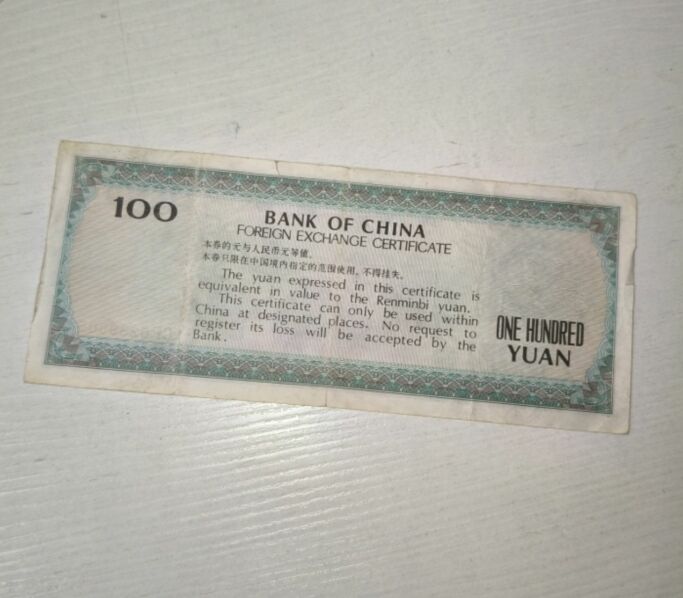 100
BANK OF CHINA
FOREIGN EXCHANGE CERTIFICATE
本券的元与人民币元等值。
本券只限在中国境内指定的范围使用，不得挂失。
The yuan expressed in this certificate is
equivalent in value to the Renminbi yuan.
This certificate can only be used within
China at designated places. No request to
register its loss will be accepted by the
Bank.
ONE HUNDRED
YUAN